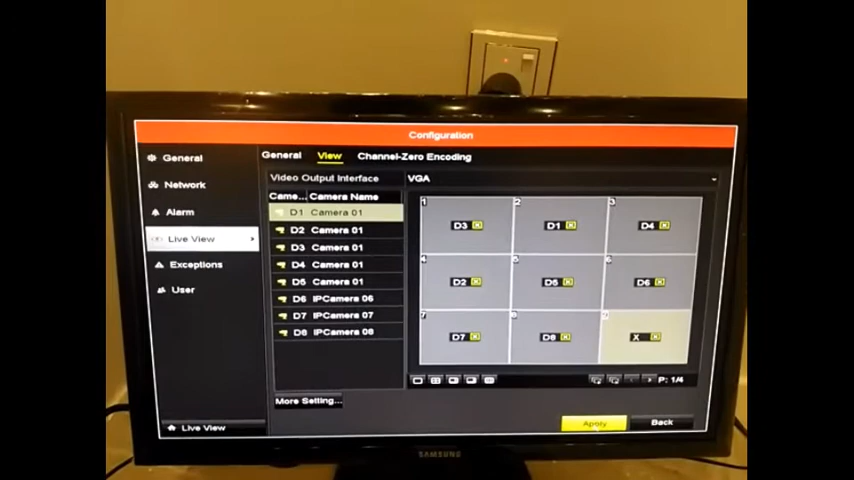 Configuration
General
Network
Alarm
Live View
Exceptions
User
Live View
General View Channel-Zero Encoding
Video Output Interface VGA
Came... Camera Name
D1 Camera 01
D2 Camera 01
D3 Camera 01
D4 Camera 01
D5 Camera 01
D6 IPCamera 06
D7 IPCamera 07
D8 IPCamera 08
More Setting...
1 2 3
D3 D1 D4
4 5 6
D2 D5 D6
7 8 9
D7 D8 X
P: 1/4
Apply Back
SAMSUNG